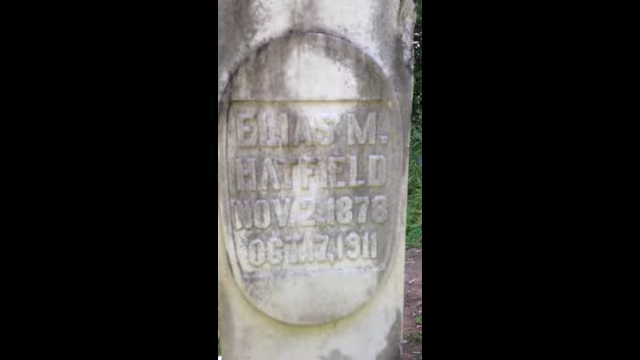 ELIAS M.
HATFIELD
NOV. 2, 1878
OCT. 17, 1911